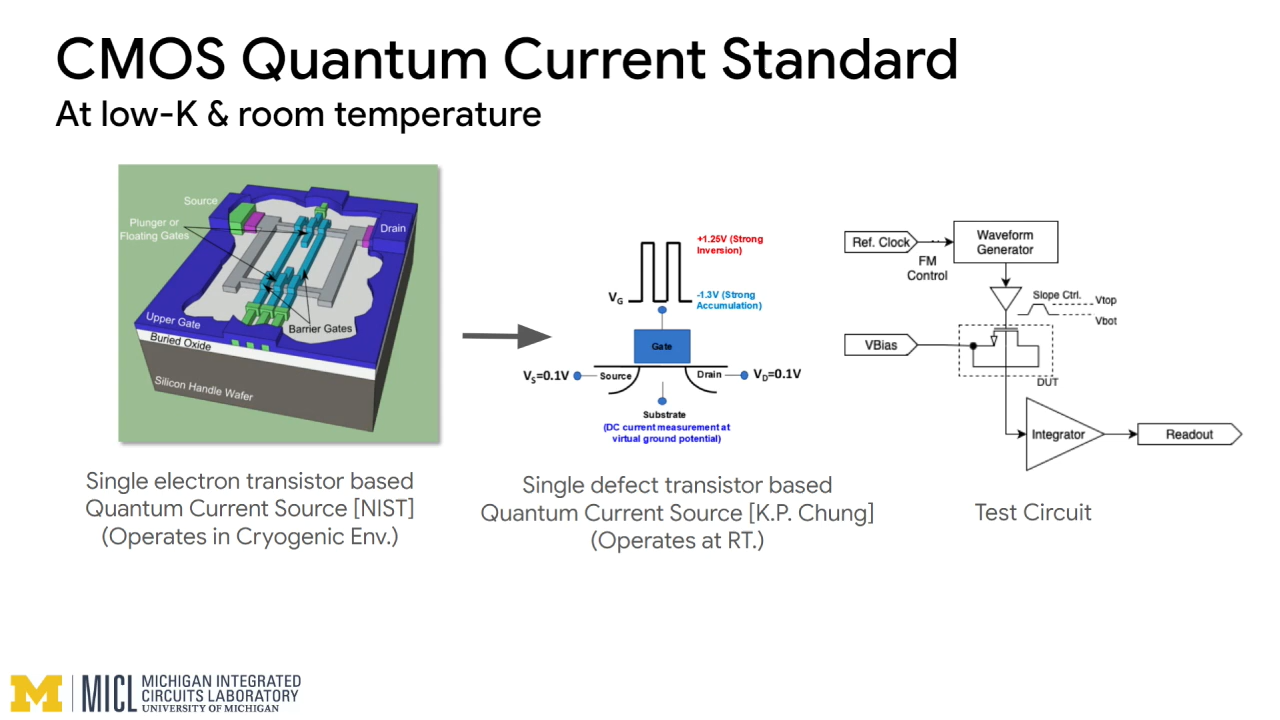 CMOS Quantum Current Standard
At low-K & room temperature
Source
Plunger or
Floating Gates
Drain
Upper Gate
Barrier Gates
Buried Oxide
Silicon Handle Wafer
Single electron transistor based
Quantum Current Source [NIST]
(Operates in Cryogenic Env.)
+1.25V (Strong
Inversion)
VG
-1.3V (Strong
Accumulation)
Gate
VS=0.1V
Source
Drain
VD=0.1V
Substrate
(DC current measurement at
virtual ground potential)
Single defect transistor based
Quantum Current Source [K.P. Chung]
(Operates at RT.)
Ref. Clock
FM
Control
Waveform
Generator
Slope Ctrl.
Vtop
Vbot
VBias
DUT
Integrator
Readout
Test Circuit
M
MICL
MICHIGAN INTEGRATED
CIRCUITS LABORATORY
UNIVERSITY OF MICHIGAN